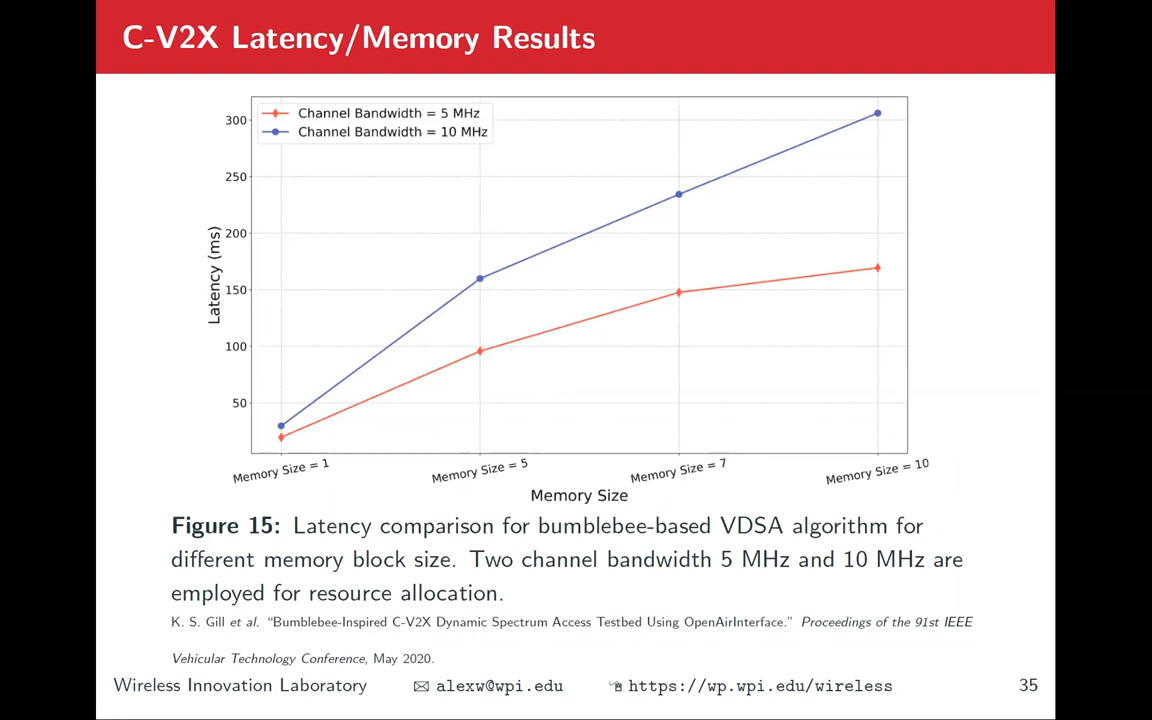 C-V2X Latency/Memory Results
Channel Bandwidth = 5 MHz
Channel Bandwidth = 10 MHz
300
250
200
150
100
50
Latency (ms)
Memory Size = 1
Memory Size = 5
Memory Size = 7
Memory Size = 10
Memory Size
Figure 15: Latency comparison for bumblebee-based VDSA algorithm for
different memory block size. Two channel bandwidth 5 MHz and 10 MHz are
employed for resource allocation.
K. S. Gill et al. “Bumblebee-Inspired C-V2X Dynamic Spectrum Access Testbed Using OpenAirInterface.” Proceedings of the 91st IEEE
Vehicular Technology Conference, May 2020.
Wireless Innovation Laboratory alexw@wpi.edu https://wp.wpi.edu/wireless 35